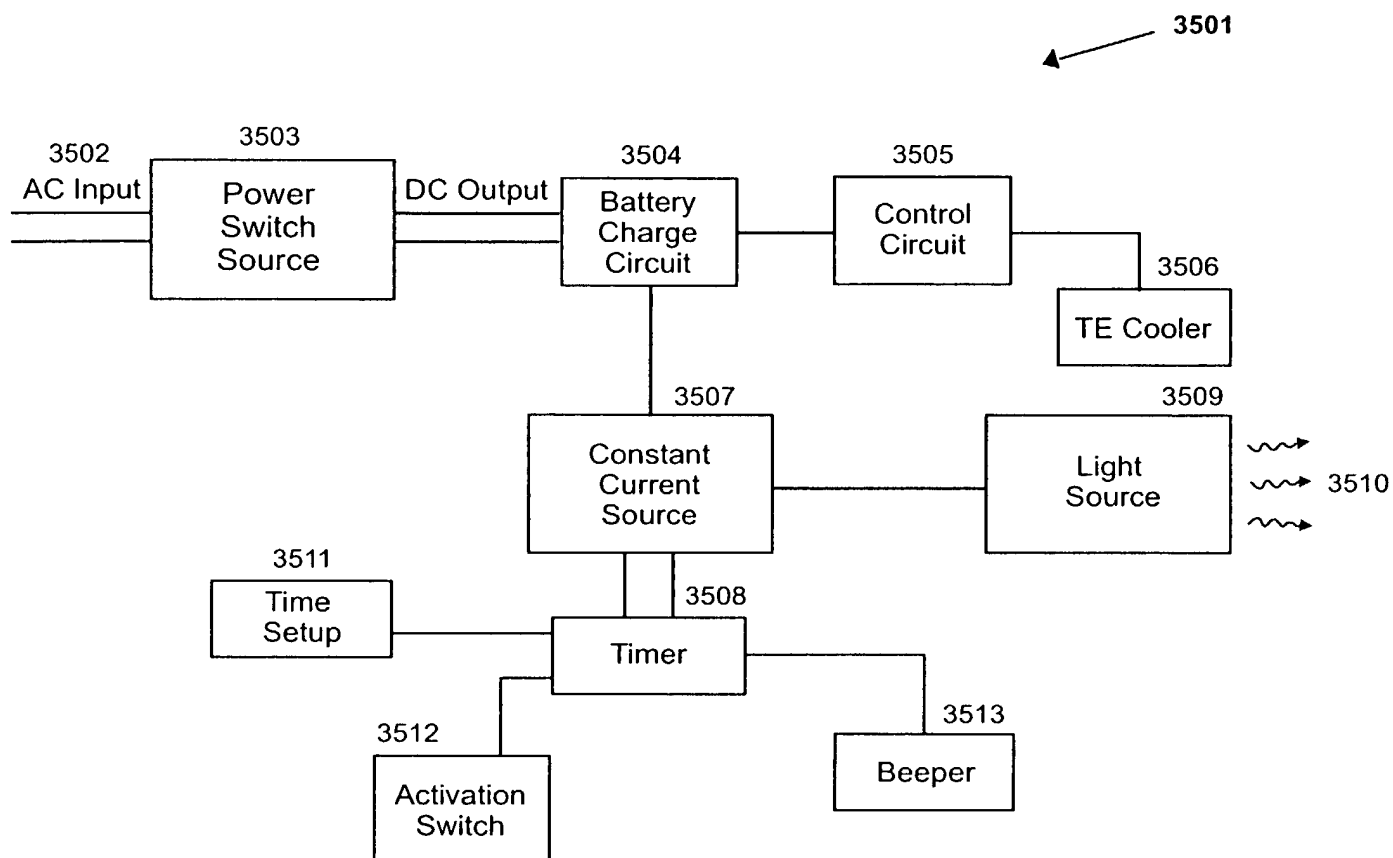 3501
3502
AC Input
3503
Power
Switch
Source
DC Output
3504
Battery
Charge
Circuit
3505
Control
Circuit
3506
TE Cooler
3507
Constant
Current
Source
3509
Light
Source
3510
3511
Time
Setup
3508
Timer
3512
Activation
Switch
3513
Beeper